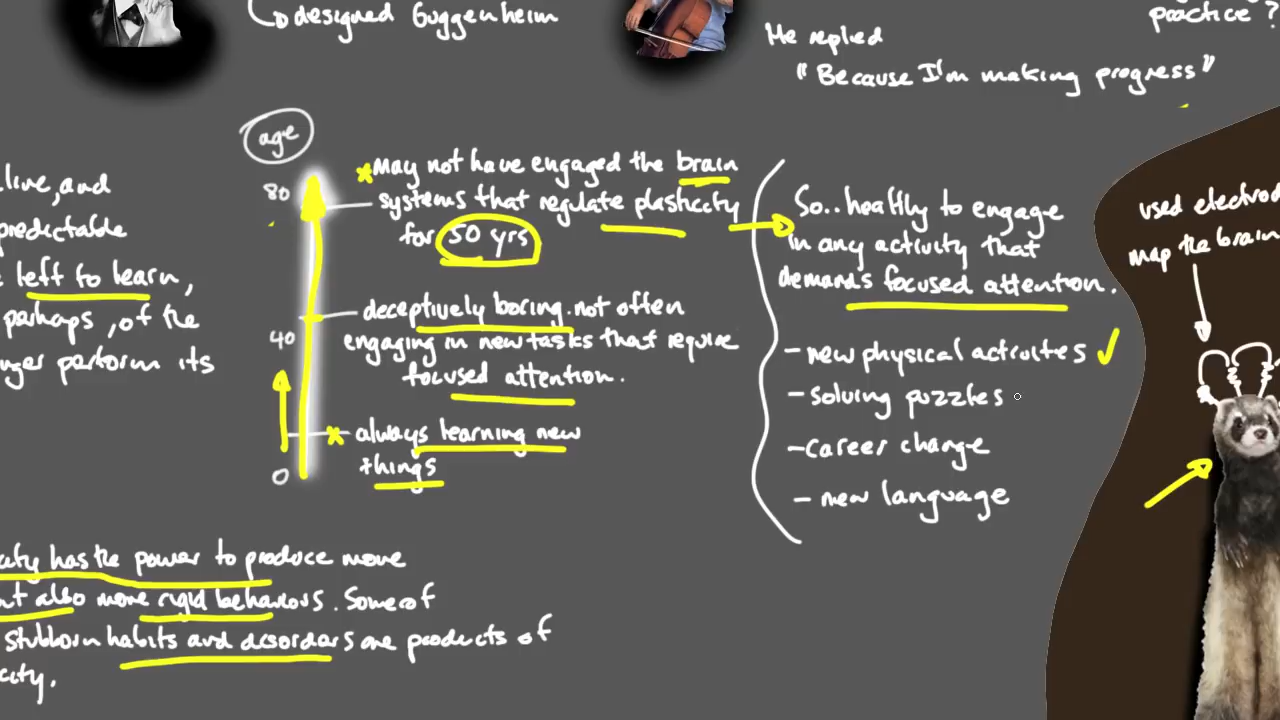 designed Guggenheim
practice?
He replied
"Because I'm making progress"
live, and
predictable
left to learn,
perhaps, of the
nger perform its
age
80
40
0
*May not have engaged the brain
systems that regulate plasticity
for 50 yrs
deceptively boring. not often
engaging in new tasks that require
focused attention.
* always learning new
things
So.. healthy to engage
in any activity that
demands focused attention.
- new physical activites ✓
- solving puzzles
- career change
- new language
used electrod
map the brain
city has the power to produce more
nt also more rigid behaviors. Some of
stubborn habits and disorders are products of
city.